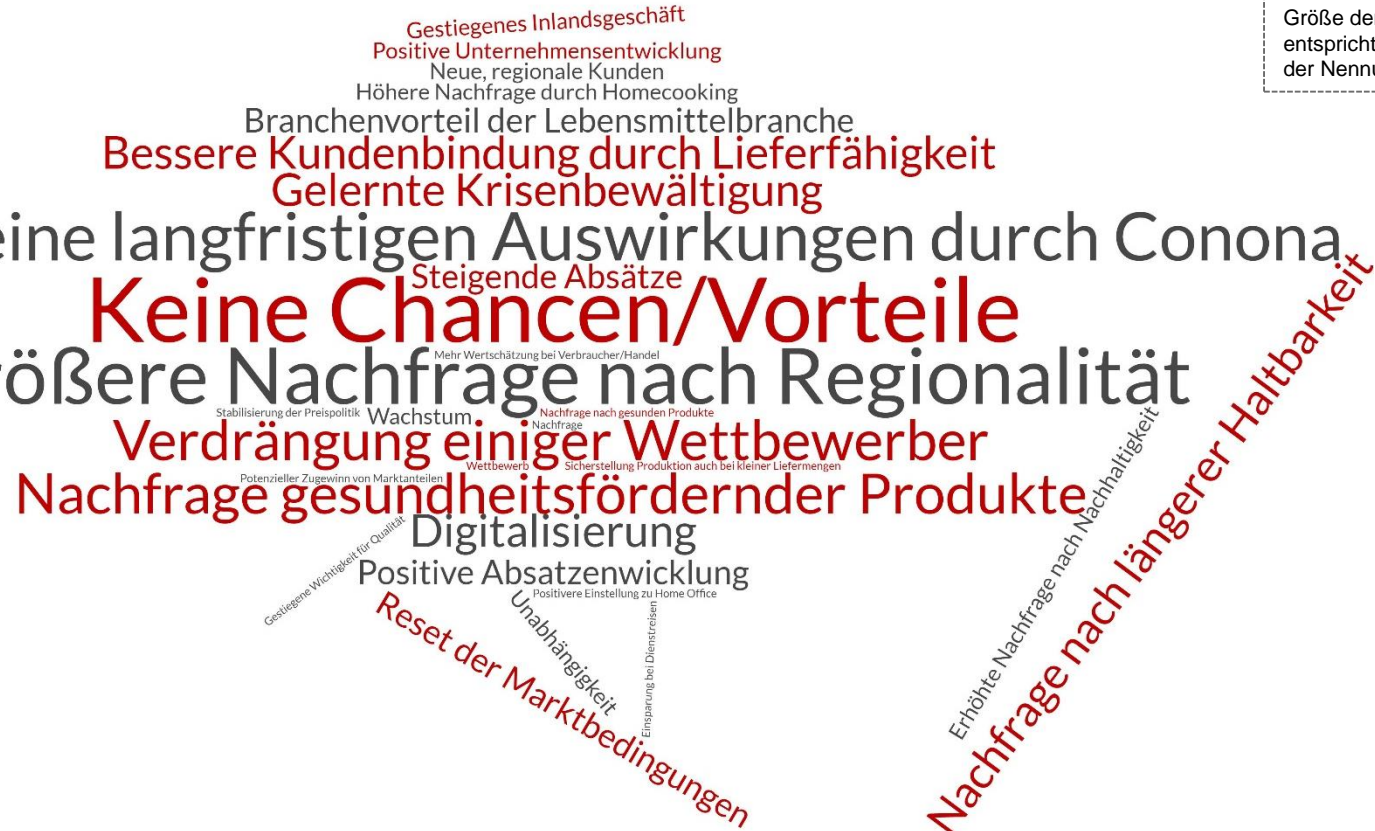 Größe der
entspricht
der Nennu
Gestiegenes Inlandsgeschäft
Positive Unternehmensentwicklung
Neue, regionale Kunden
Höhere Nachfrage durch Homecooking
Branchenvorteil der Lebensmittelbranche
Bessere Kundenbindung durch Lieferfähigkeit
Gelernte Krisenbewältigung
eine langfristigen Auswirkungen durch Conona
Steigende Absätze
Keine Chancen/Vorteile
Mehr Wertschätzung bei Verbraucher/Handel
rößere Nachfrage nach Regionalität
Stabilisierung der Preispolitik
Wachstum
Nachfrage nach gesunden Produkte
Nachfrage
Verdrängung einiger Wettbewerber
Wettbewerb
Sicherstellung Produktion auch bei kleiner Liefermengen
Potenzieller Zugewinn von Marktanteilen
Nachfrage gesundheitsfördernder Produkte
Digitalisierung
Gestiegene Wichtigkeit für Qualität
Positive Absatzenwicklung
Positivere Einstellung zu Home Office
Unabhängigkeit
Einsparung bei Dienstreisen
Reset der Marktbedingungen
Erhöhte Nachfrage nach Nachhaltigkeit
Nachfrage nach längerer Haltbarkeit